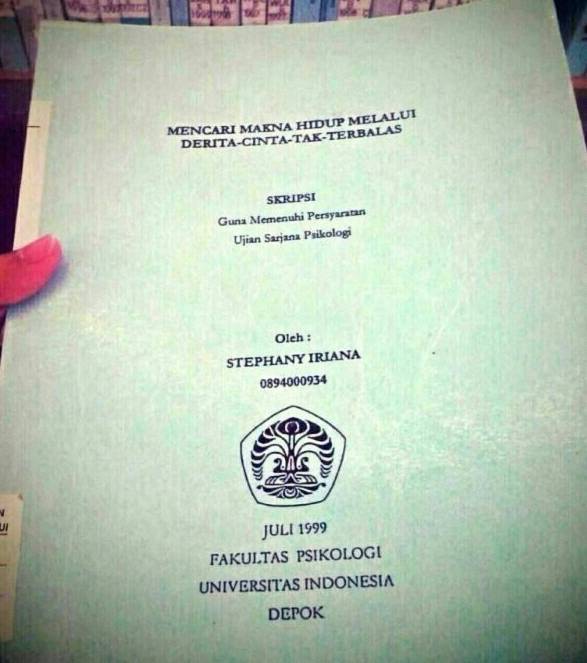 MENCARI MAKNA HIDUP MELALUI
DERITA-CINTA-TAK-TERBALAS
SKRIPSI
Guna Memenuhi Persyaratan
Ujian Sarjana Psikologi
Oleh :
STEPHANY IRIANA
0894000934
JULI 1999
FAKULTAS PSIKOLOGI
UNIVERSITAS INDONESIA
DEPOK
N
UI